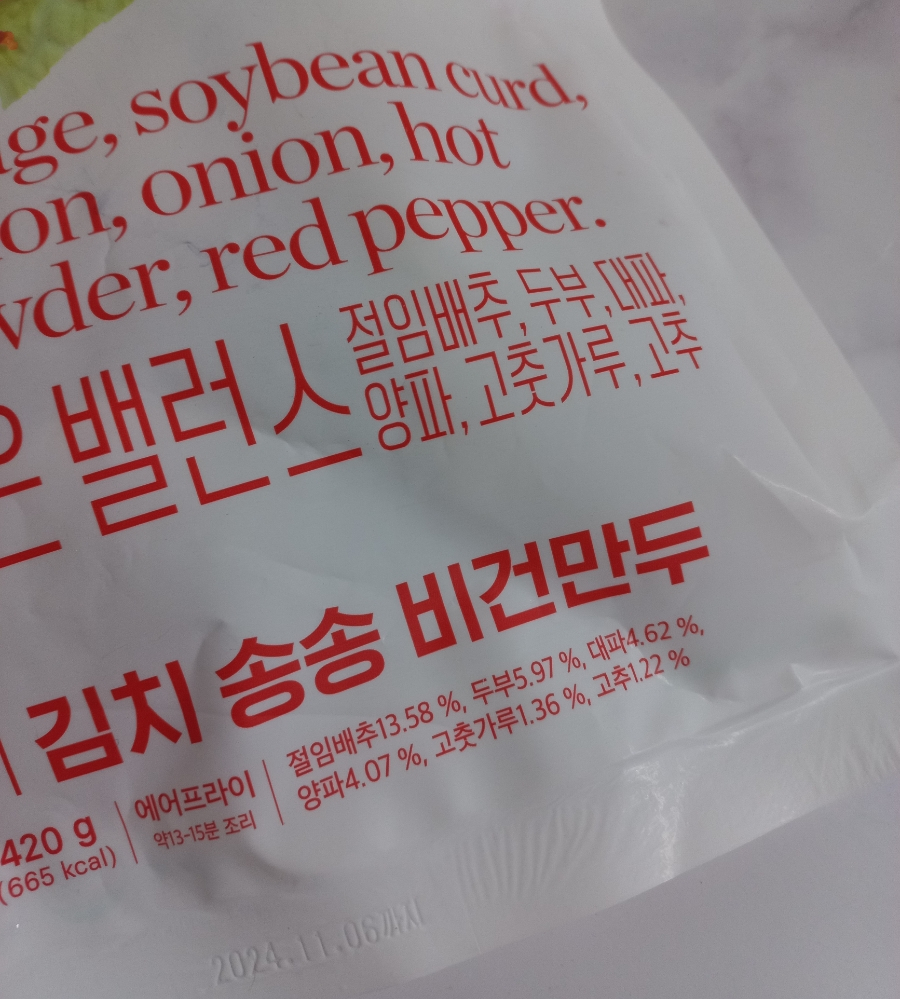 soybean curd,
onion, hot
red pepper.
밸런스
절임배추, 두부, 대파,
양파, 고춧가루, 고추
김치 송송 비건만두
420 g
(665 kcal)
에어프라이
약13-15분 조리
절임배추13.58 %, 두부5.97 %, 대파4.62 %,
양파4.07 %, 고춧가루1.36 %, 고추1.22 %
2024.11.06까지